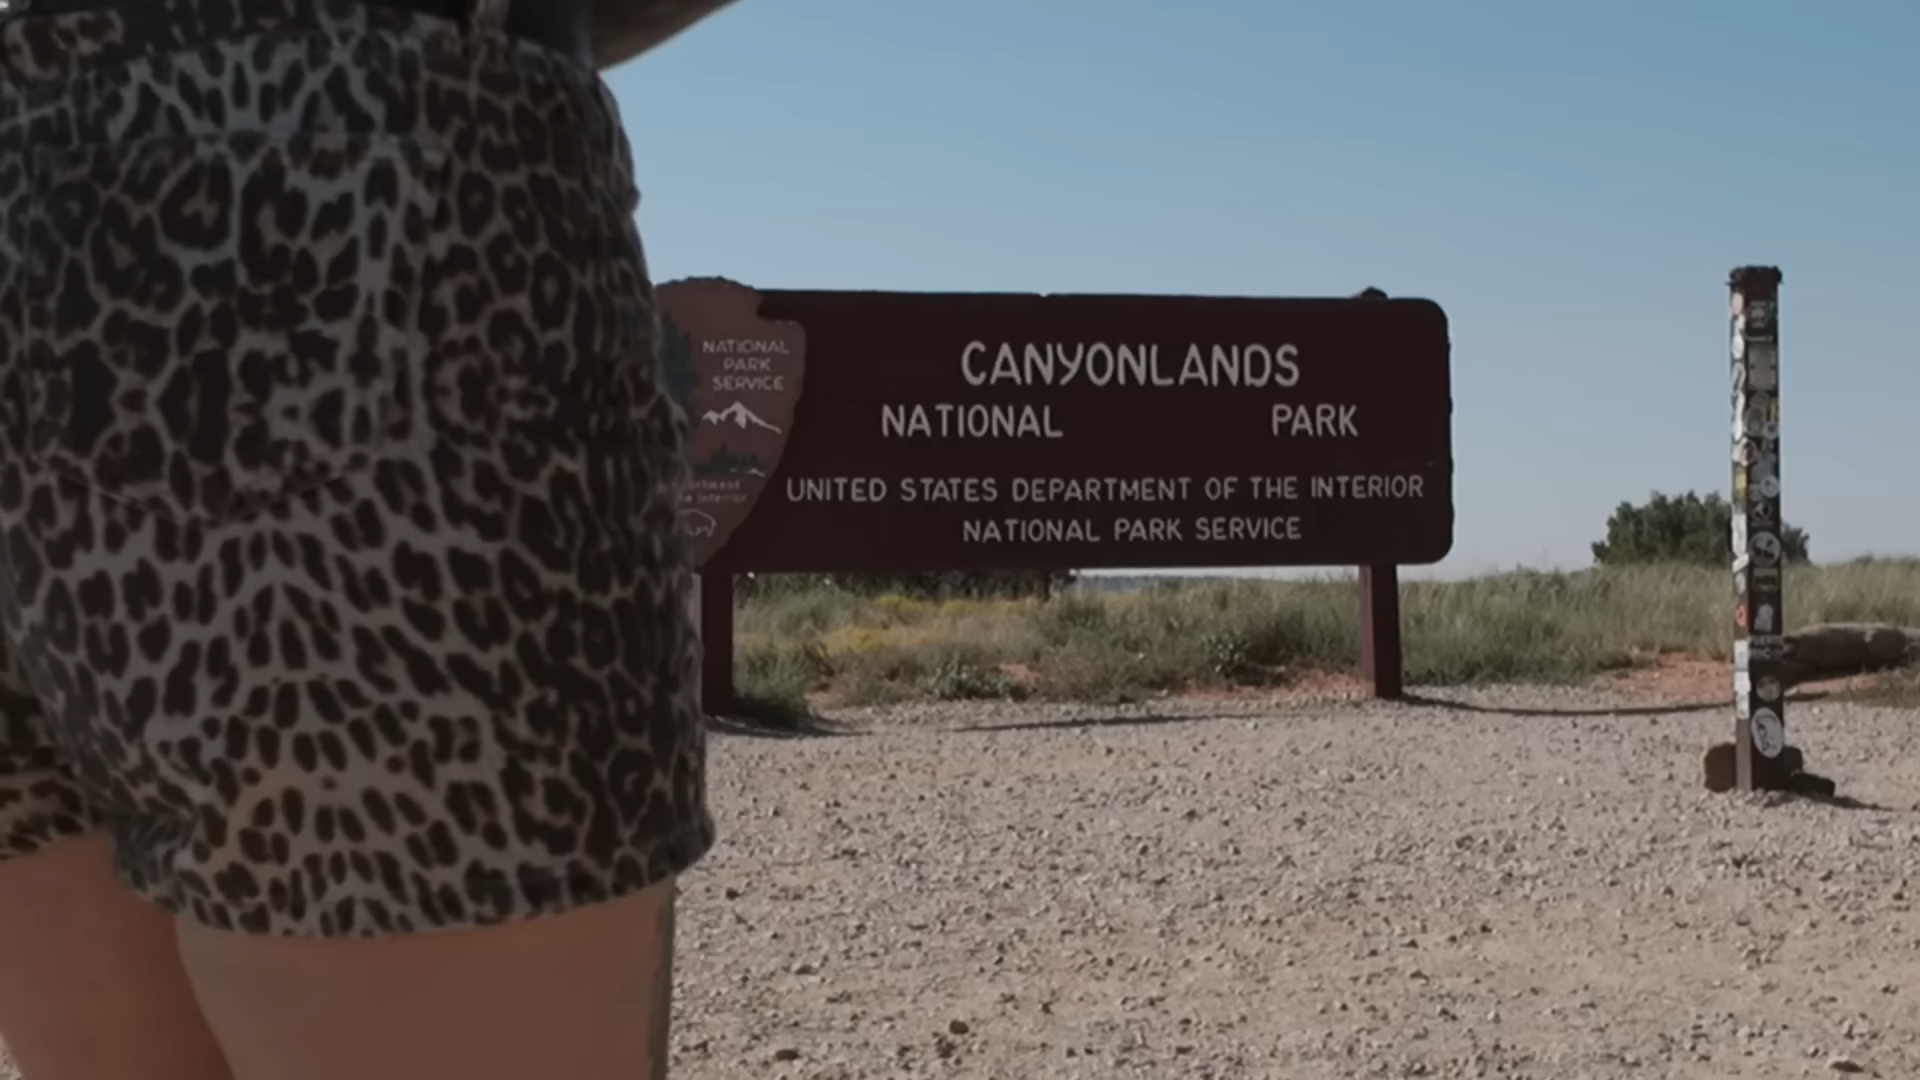 NATIONAL
PARK
SERVICE
CANYONLANDS
NATIONAL PARK
UNITED STATES DEPARTMENT OF THE INTERIOR
NATIONAL PARK SERVICE